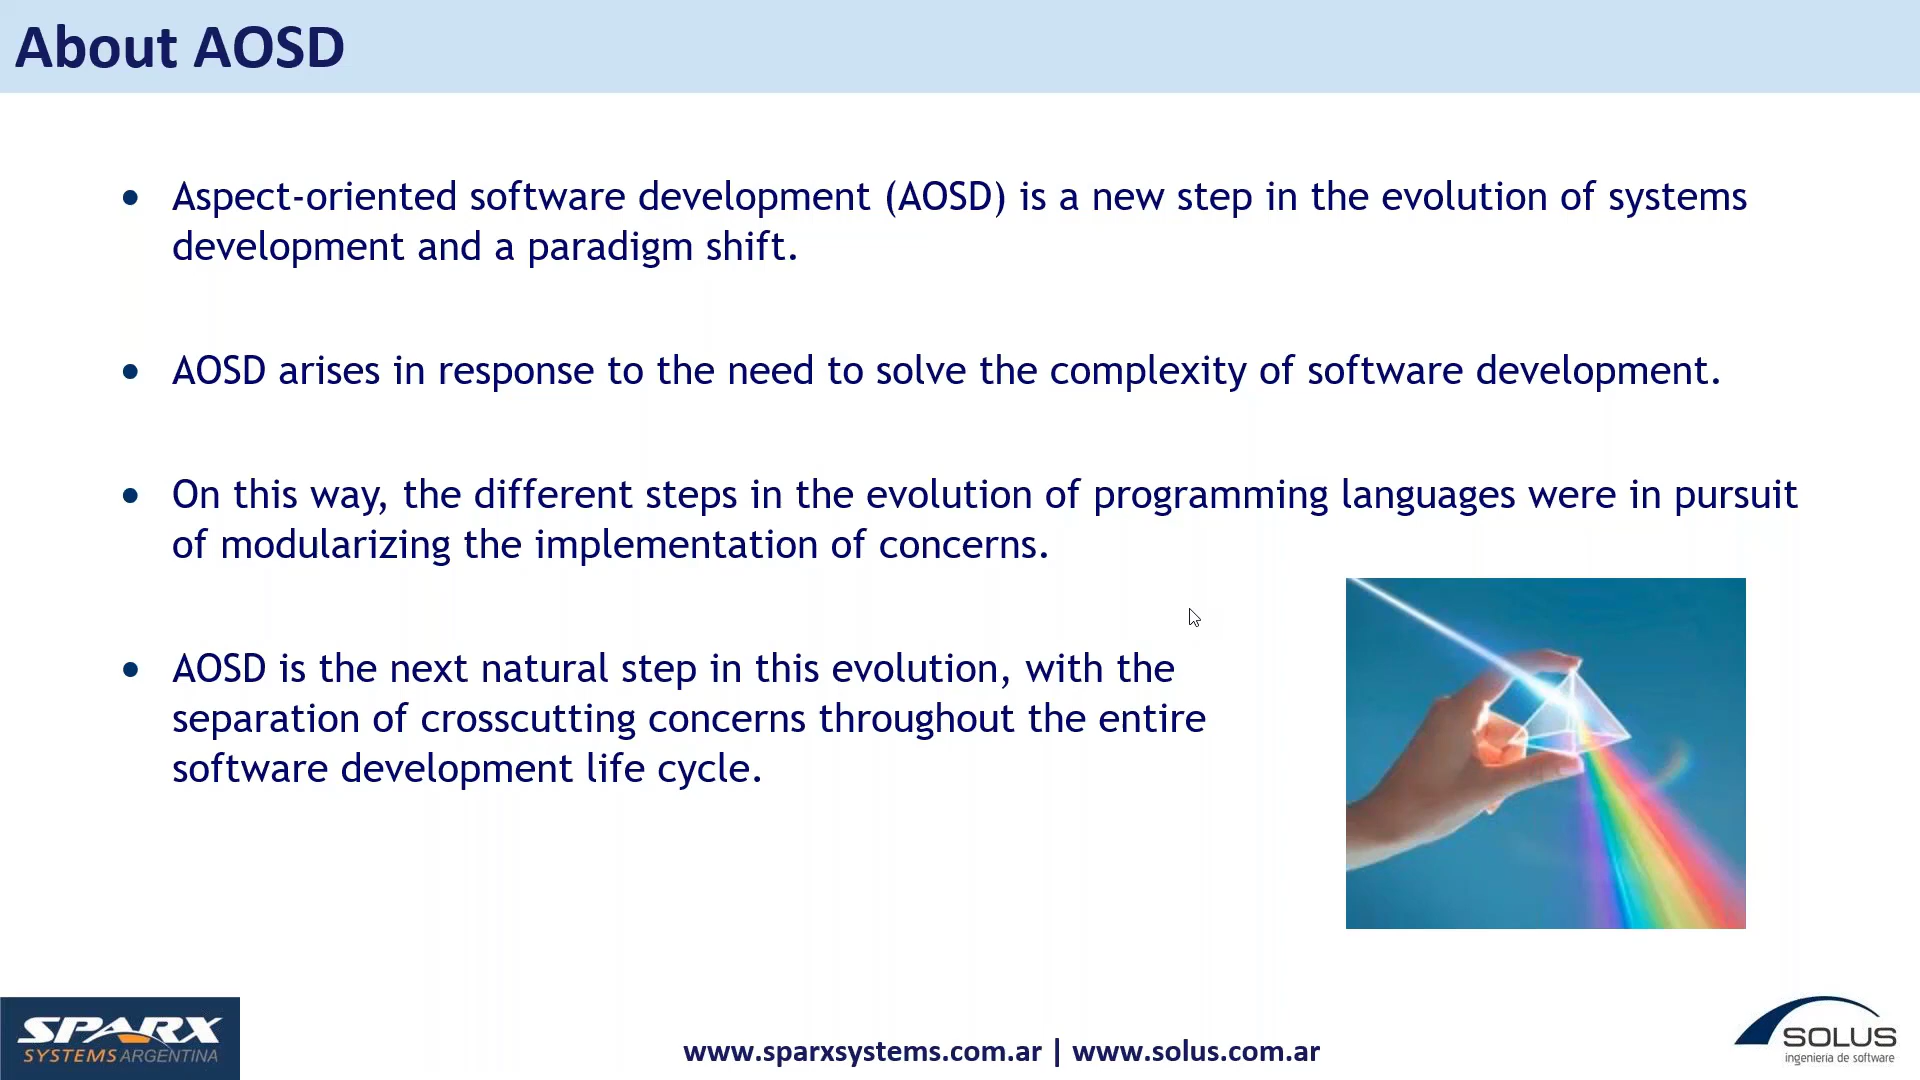 About AOSD
• Aspect-oriented software development (AOSD) is a new step in the evolution of systems
development and a paradigm shift.
• AOSD arises in response to the need to solve the complexity of software development.
• On this way, the different steps in the evolution of programming languages were in pursuit
of modularizing the implementation of concerns.
• AOSD is the next natural step in this evolution, with the
separation of crosscutting concerns throughout the entire
software development life cycle.
SPARX
SYSTEMS ARGENTINA
www.sparxsystems.com.ar | www.solus.com.ar
SOLUS
ingenieria de software